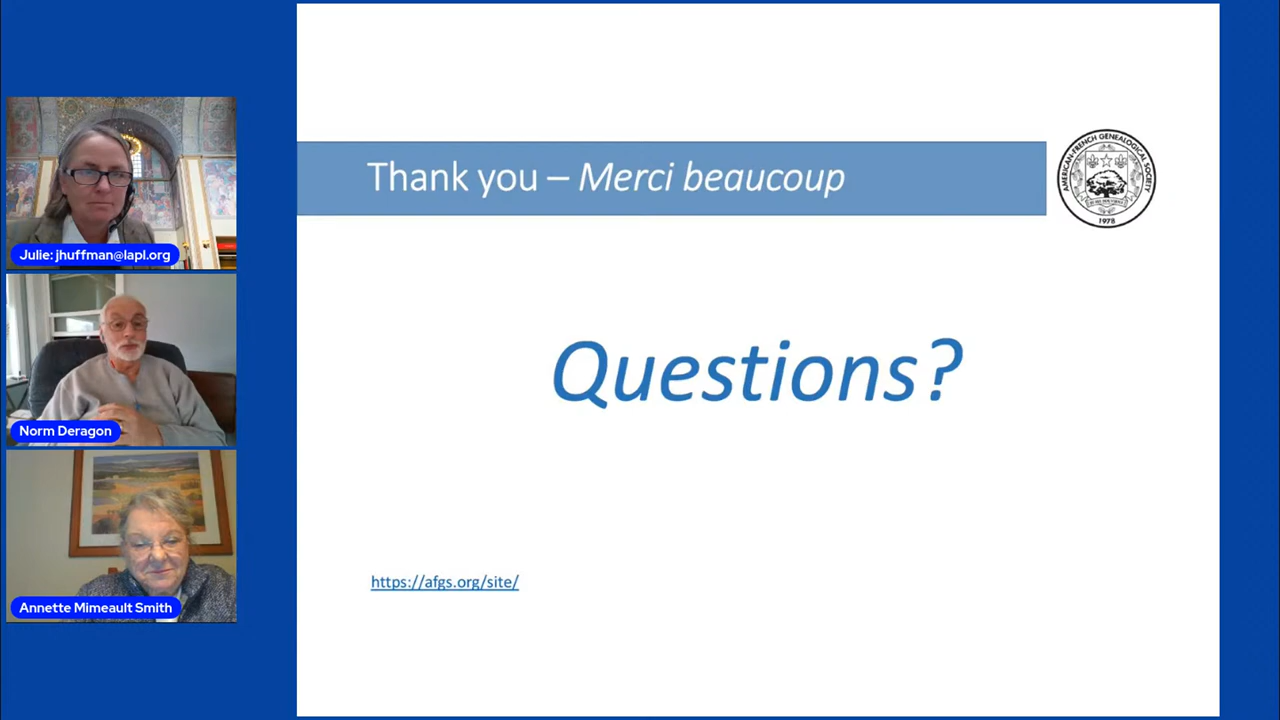 Thank you – Merci beaucoup
AMERICAN-FRENCH GENEALOGICAL SOCIETY
1978
Questions?
https://afgs.org/site/
Julie: jhuffman@lapl.org
Norm Deragon
Annette Mimeault Smith